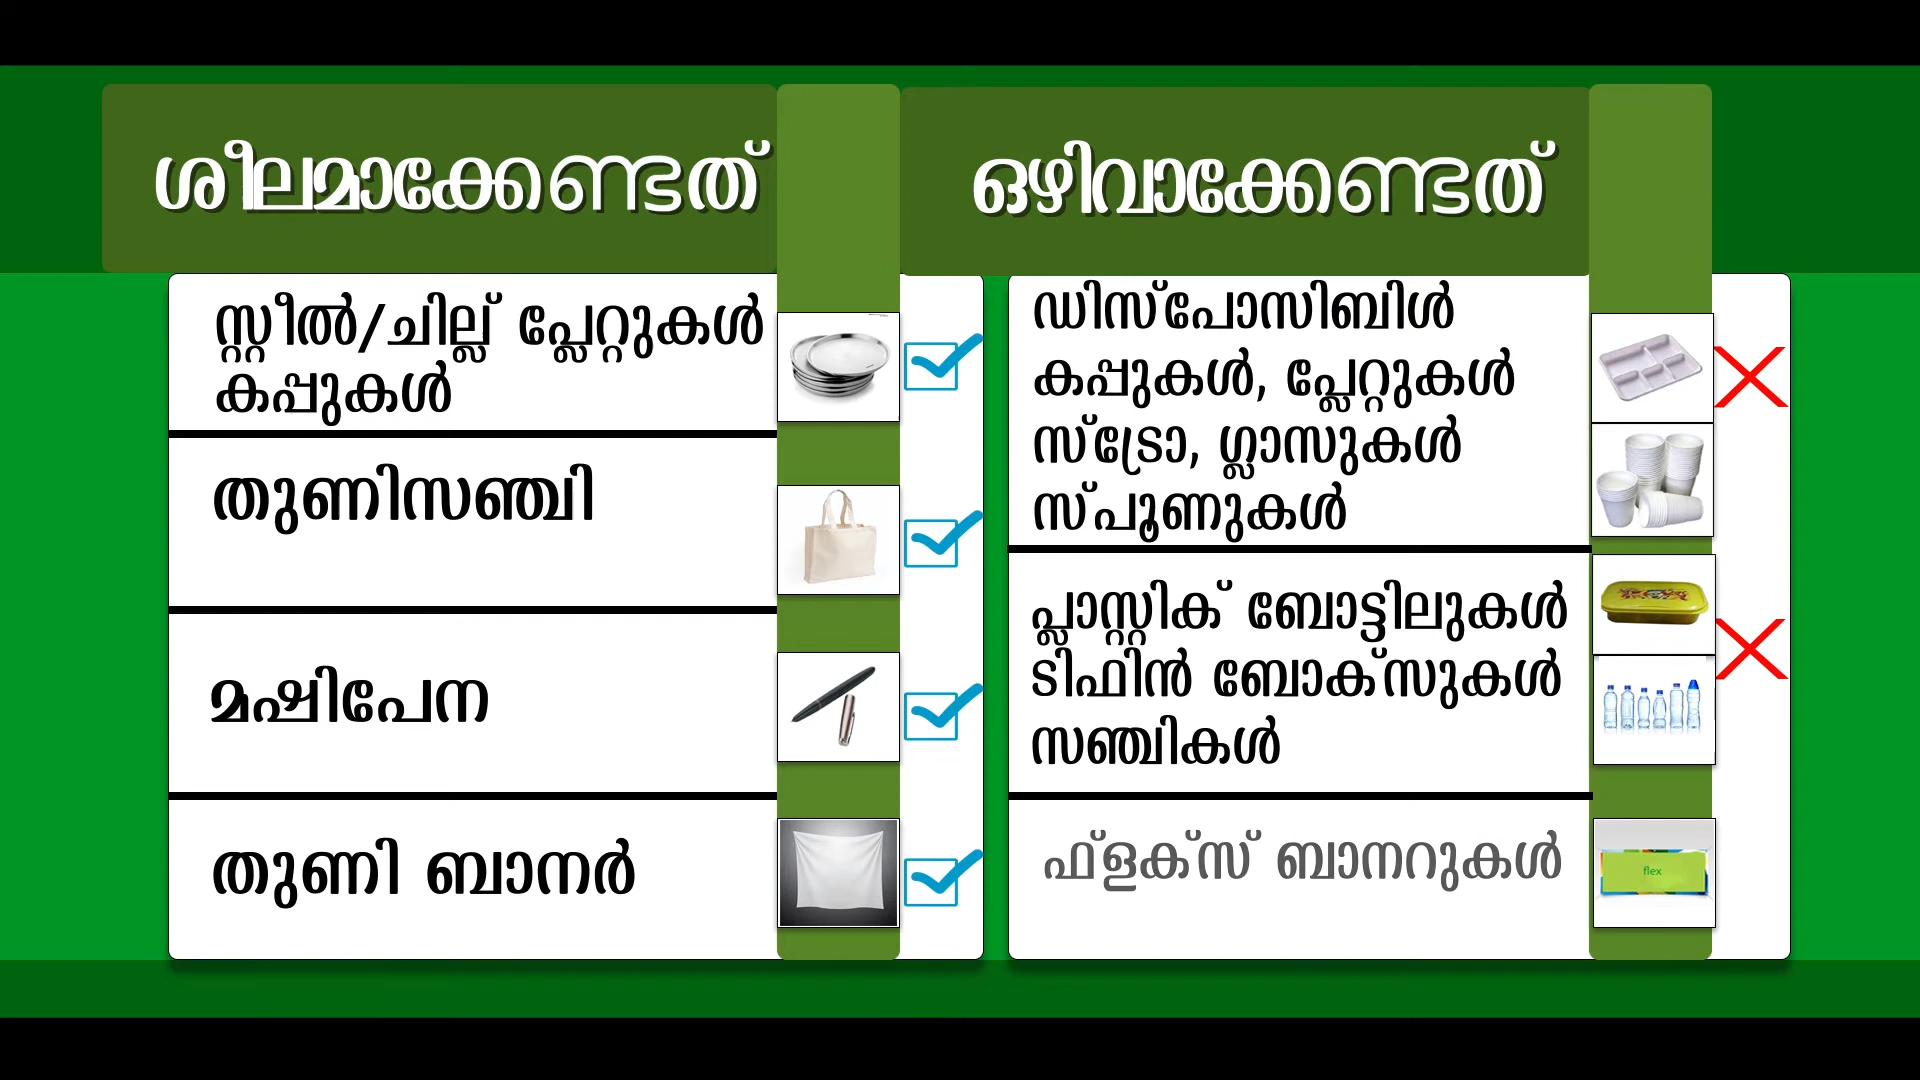 ശീലമാക്കേണ്ടത്
സ്റ്റീൽ/ചില്ല് പ്ലേറ്റുകൾ
കപ്പുകൾ
തുണിസഞ്ചി
മഷിപേന
തുണി ബാനർ
ഒഴിവാക്കേണ്ടത്
ഡിസ്പോസിബിൾ
കപ്പുകൾ, പ്ലേറ്റുകൾ
സ്ട്രോ, ഗ്ലാസുകൾ
സ്പൂണുകൾ
പ്ലാസ്റ്റിക് ബോട്ടിലുകൾ
ടിഫിൻ ബോക്സുകൾ
സഞ്ചികൾ
ഫ്ളക്സ് ബാനറുകൾ
flex